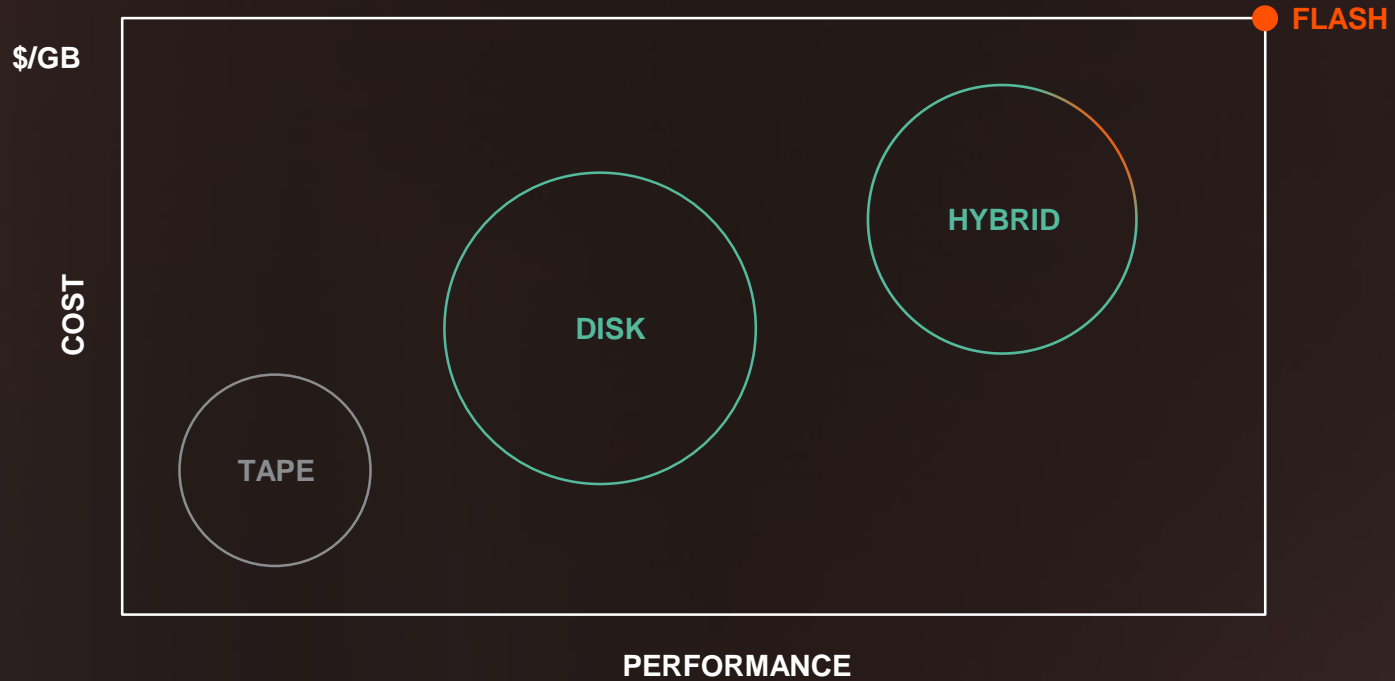 FLASH
$/GB
HYBRID
DISK
COST
TAPE
PERFORMANCE